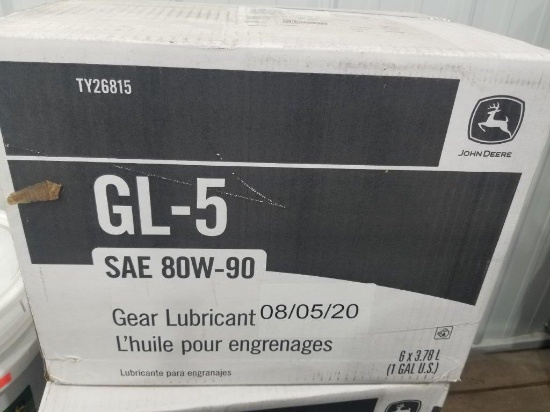 TY26815
JOHN DEERE
GL-5
SAE 80W-90
Gear Lubricant 08/05/20
L'huile pour engrenages
Lubricante para engranajes
6 x 3.78 L
(1 GAL U.S.)